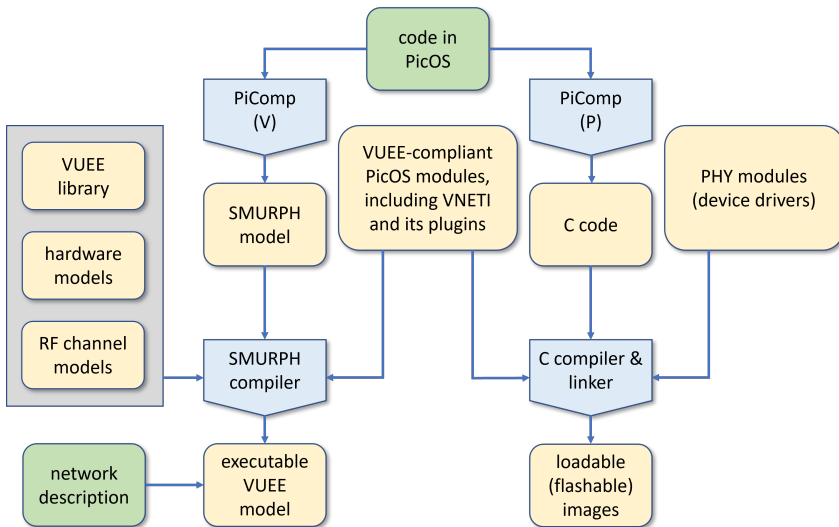 code in
PicOS
PiComp
(V)
PiComp
(P)
VUEE
library
hardware
models
RF channel
models
SMURPH
model
VUEE-compliant
PicOS modules,
including VNETI
and its plugins
C code
PHY modules
(device drivers)
SMURPH
compiler
C compiler &
linker
network
description
executable
VUEE
model
loadable
(flashable)
images